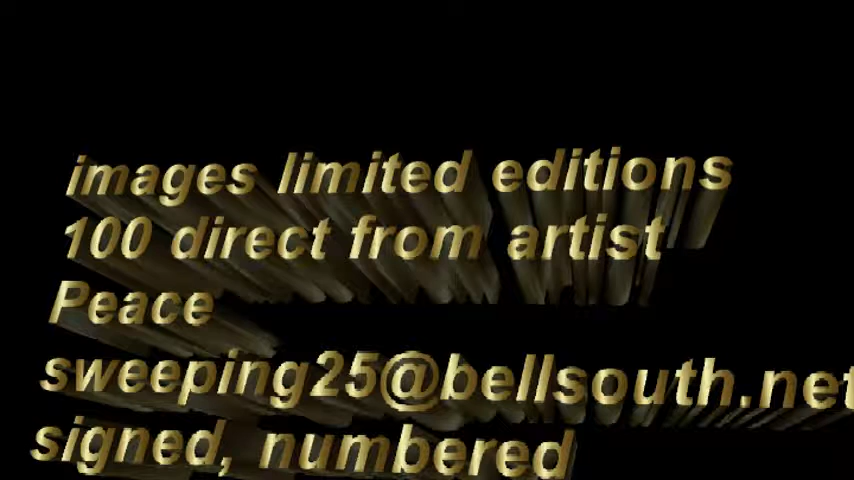 images limited editions
100 direct from artist
Peace
sweeping25@bellsouth.net
signed, numbered